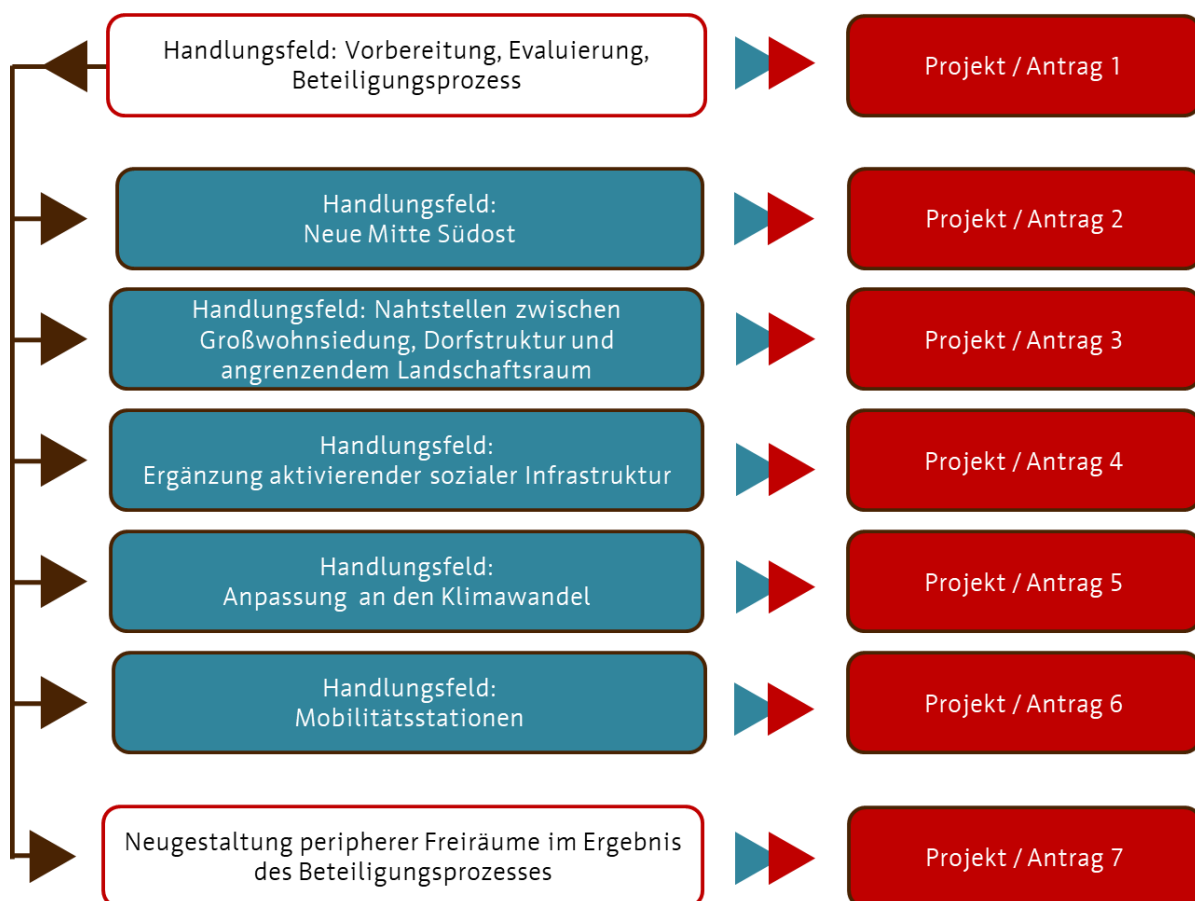 Handlungsfeld: Vorbereitung, Evaluierung,
Beteiligungsprozess
Projekt / Antrag 1
Handlungsfeld:
Neue Mitte Südost
Projekt / Antrag 2
Handlungsfeld: Nahtstellen zwischen
Großwohnsiedung, Dorfstruktur und
angrenzendem Landschaftsraum
Projekt / Antrag 3
Handlungsfeld:
Ergänzung aktivierender sozialer Infrastruktur
Projekt / Antrag 4
Handlungsfeld:
Anpassung an den Klimawandel
Projekt / Antrag 5
Handlungsfeld:
Mobilitätsstationen
Projekt / Antrag 6
Neugestaltung peripherer Freiräume im Ergebnis
des Beteiligungsprozesses
Projekt / Antrag 7